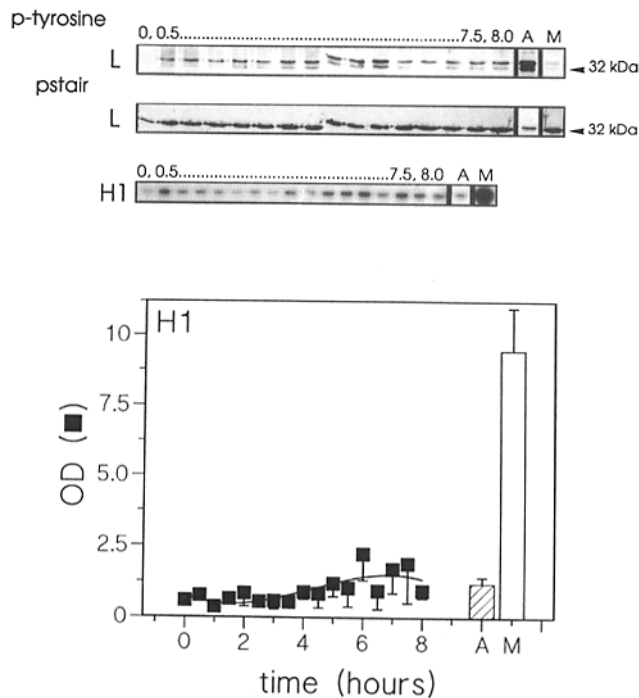 p-tyrosine
0, 0.5........................................................7.5, 8.0 A M
L 32 kDa
pstair
L 32 kDa
0, 0.5.......................................7.5, 8.0 A M
H1
H1
10
7.5
5.0
2.5
0
OD (■)
0 2 4 6 8 A M
time (hours)